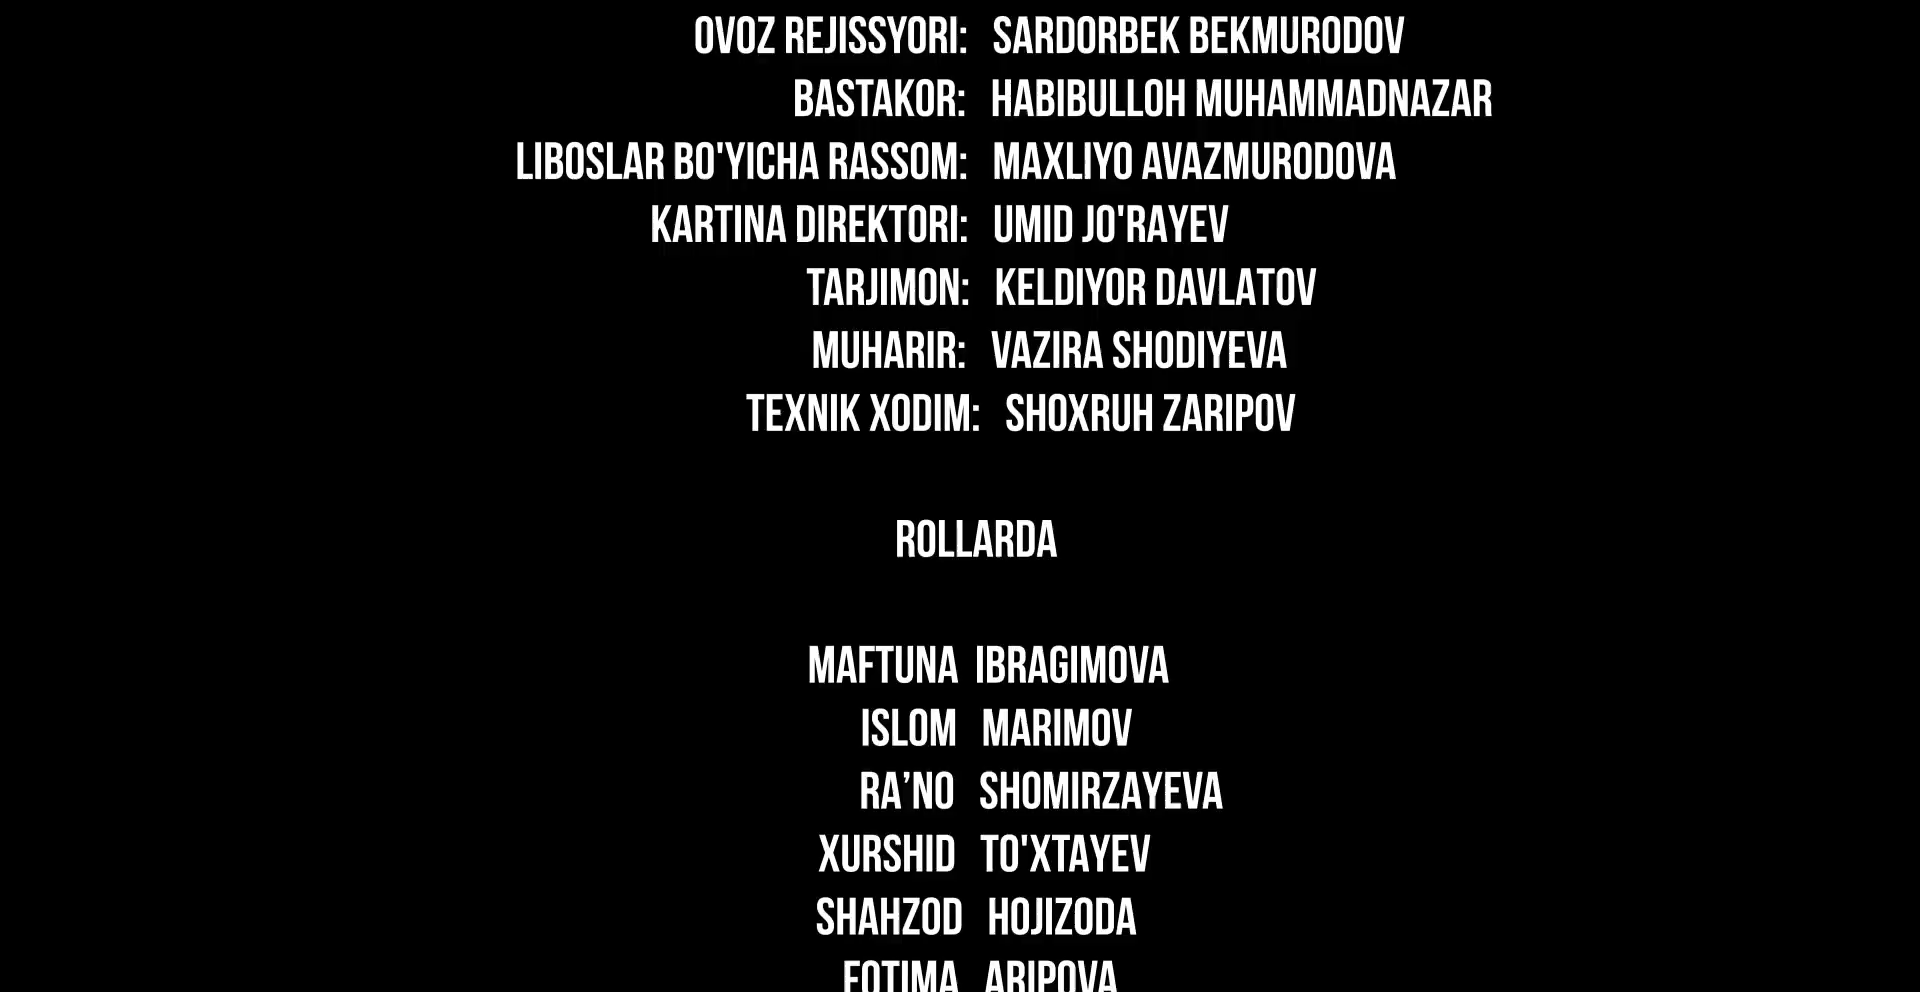 OVOZ REJISSYORI: SARDORBEK BEKMURODOV
BASTAKOR: HABIBULLOH MUHAMMADNAZAR
LIBOSLAR BO'YICHA RASSOM: MAXLIYO AVAZMURODOVA
KARTINA DIREKTORI: UMID JO'RAYEV
TARJIMON: KELDIYOR DAVLATOV
MUHARIR: VAZIRA SHODIYEVA
TEXNIK XODIM: SHOXRUH ZARIPOV
ROLLARDA
MAFTUNA IBRAGIMOVA
ISLOM MARIMOV
RA’NO SHOMIRZAYEVA
XURSHID TO'XTAYEV
SHAHZOD HOJIZODA
FOTIMA ARIPOVA